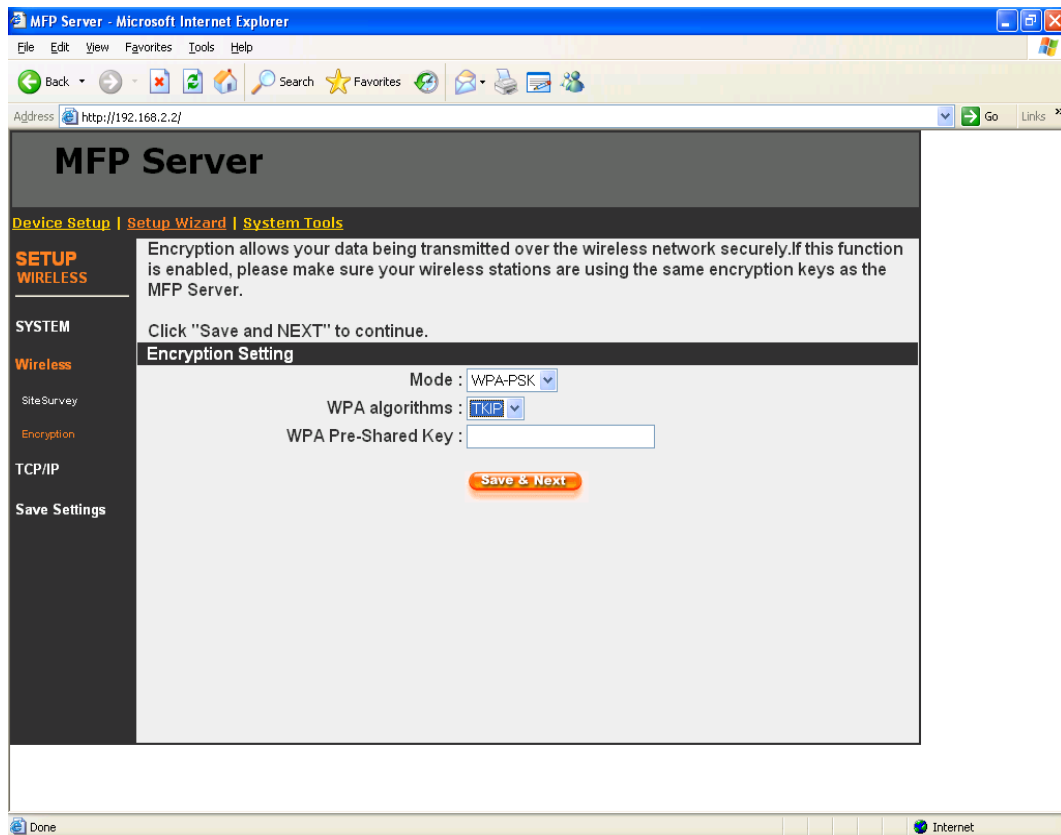 MFP Server - Microsoft Internet Explorer
File Edit View Favorites Tools Help
Back Search Favorites
Address http://192.168.2.2/ Go Links »
MFP Server
Device Setup | Setup Wizard | System Tools
SETUP
WIRELESS
SYSTEM
Wireless
SiteSurvey
Encryption
TCP/IP
Save Settings
Encryption allows your data being transmitted over the wireless network securely.If this function
is enabled, please make sure your wireless stations are using the same encryption keys as the
MFP Server.
Click "Save and NEXT" to continue.
Encryption Setting
Mode : WPA-PSK
WPA algorithms : TKIP
WPA Pre-Shared Key :
Save & Next
Done Internet